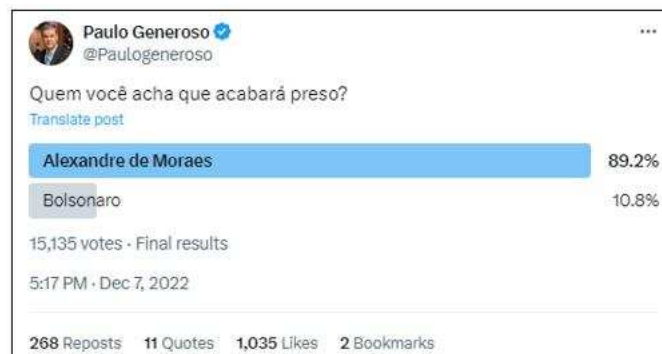 Paulo Generoso
@Paulogeneroso
...
Quem você acha que acabará preso?
Translate post
Alexandre de Moraes 89.2%
Bolsonaro 10.8%
15,135 votes · Final results
5:17 PM · Dec 7, 2022
268 Reposts 11 Quotes 1,035 Likes 2 Bookmarks